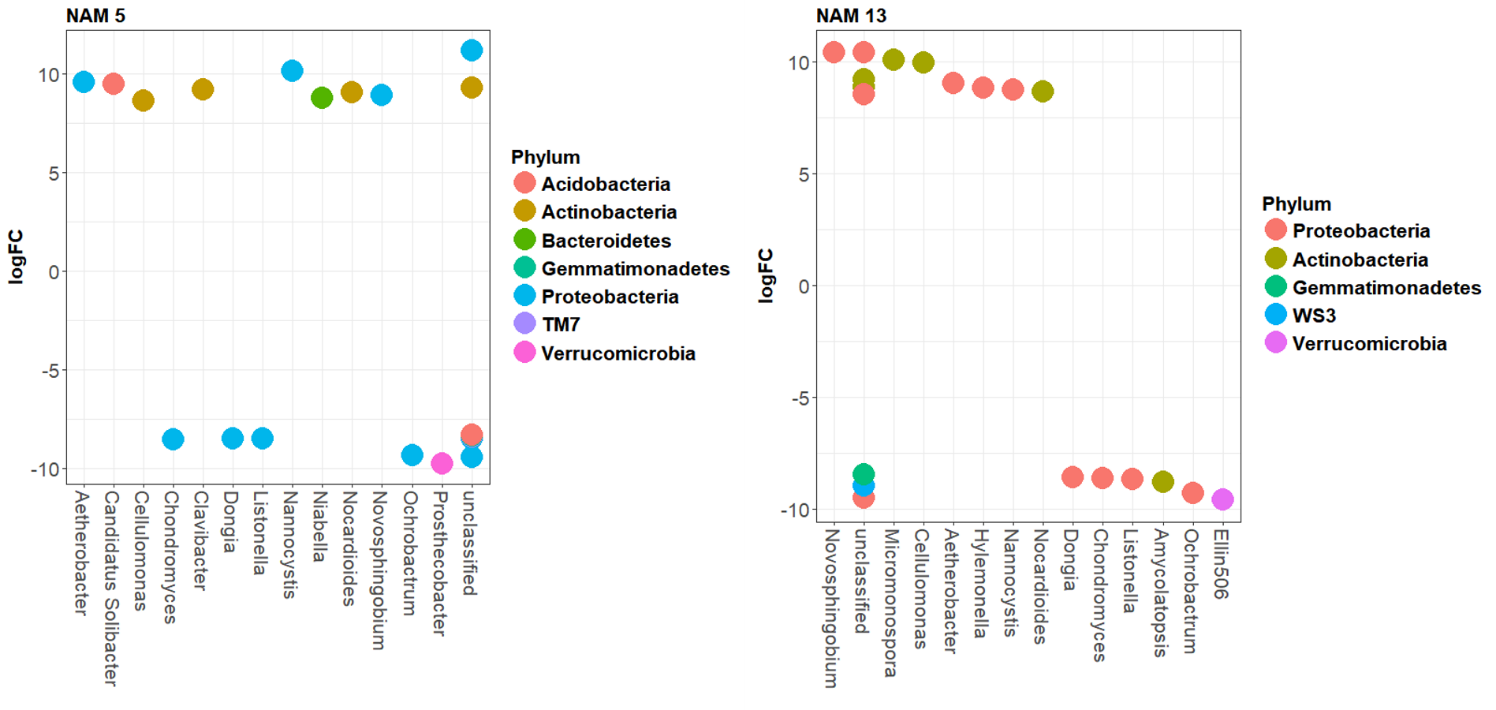 NAM 5
logFC
10
5
0
-5
-10
Aetherobacter
Candidatus Solibacter
Cellulomonas
Chondromyces
Clavibacter
Dongia
Listonella
Nannocystis
Niabella
Nocardioides
Novosphingobium
Ochrobactrum
Prosthecobacter
unclassified
Phylum
Acidobacteria
Actinobacteria
Bacteroidetes
Gemmatimonadetes
Proteobacteria
TM7
Verrucomicrobia
NAM 13
logFC
10
5
0
-5
-10
Novosphingobium
unclassified
Micromonospora
Cellulomonas
Aetherobacter
Hylemonella
Nannocystis
Nocardioides
Dongia
Chondromyces
Listonella
Amycolatopsis
Ochrobactrum
Ellin506
Phylum
Proteobacteria
Actinobacteria
Gemmatimonadetes
WS3
Verrucomicrobia